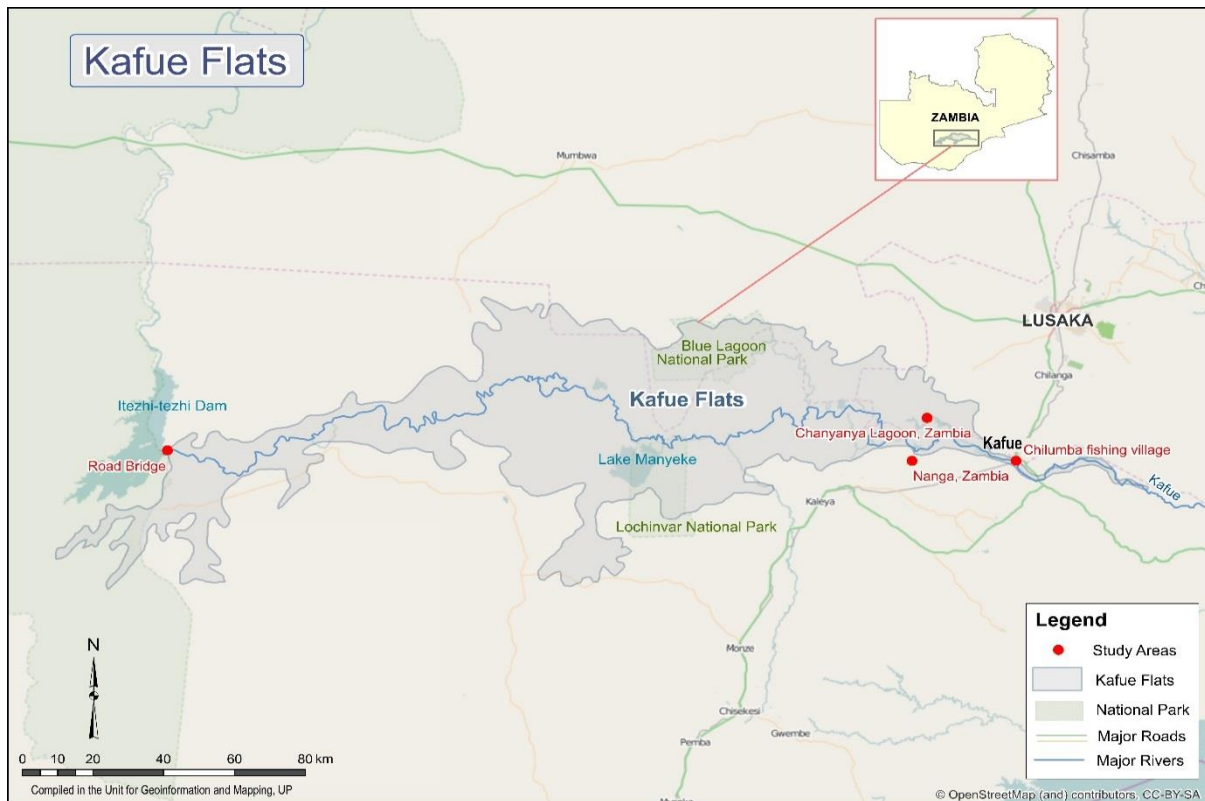 Kafue Flats
ZAMBIA
Mumbwa
Chisamba
LUSAKA
Chilanga
Blue Lagoon
National Park
Itezhi-tezhi Dam
Kafue Flats
Chanyanya Lagoon, Zambia
Kafue
Chilumba fishing village
Road Bridge
Lake Manyeke
Nanga, Zambia
Kafue
Kaleya
Lochinvar National Park
Monze
Chisekesi
Gwembe
Pemba
N
Legend
Study Areas
Kafue Flats
National Park
Major Roads
Major Rivers
0 10 20 40 60 80 km
Compiled in the Unit for Geoinformation and Mapping, UP
© OpenStreetMap (and) contributors, CC-BY-SA